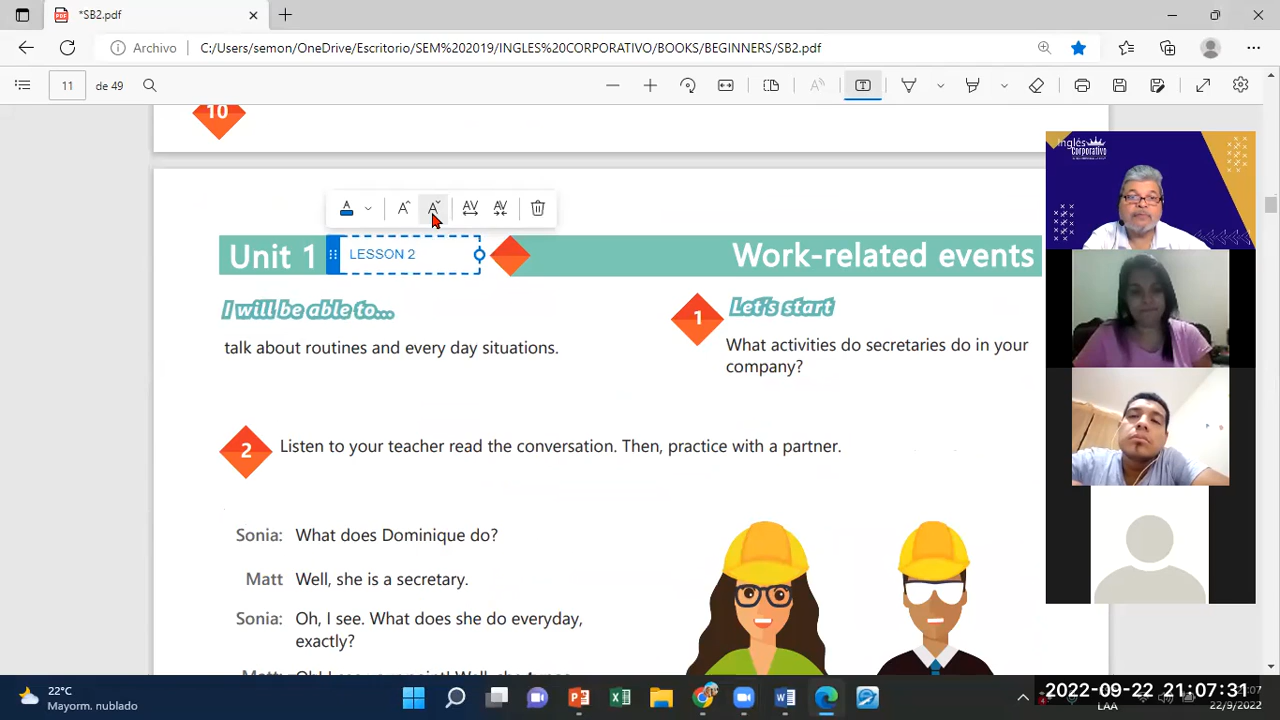 *SB2.pdf
Archivo
C:/Users/semon/OneDrive/Escritorio/SEM%202019/INGLES%20CORPORATIVO/BOOKS/BEGINNERS/SB2.pdf
11 de 49
10
Unit 1 LESSON 2 Work-related events
I will be able to...
talk about routines and every day situations.
1 Let's start
What activities do secretaries do in your
company?
2 Listen to your teacher read the conversation. Then, practice with a partner.
Sonia: What does Dominique do?
Matt Well, she is a secretary.
Sonia: Oh, I see. What does she do everyday,
exactly?
Inglés
Corporativo
22°C
Mayorm. nublado
2022-09-22 21:07:31
LAA
22/9/2022